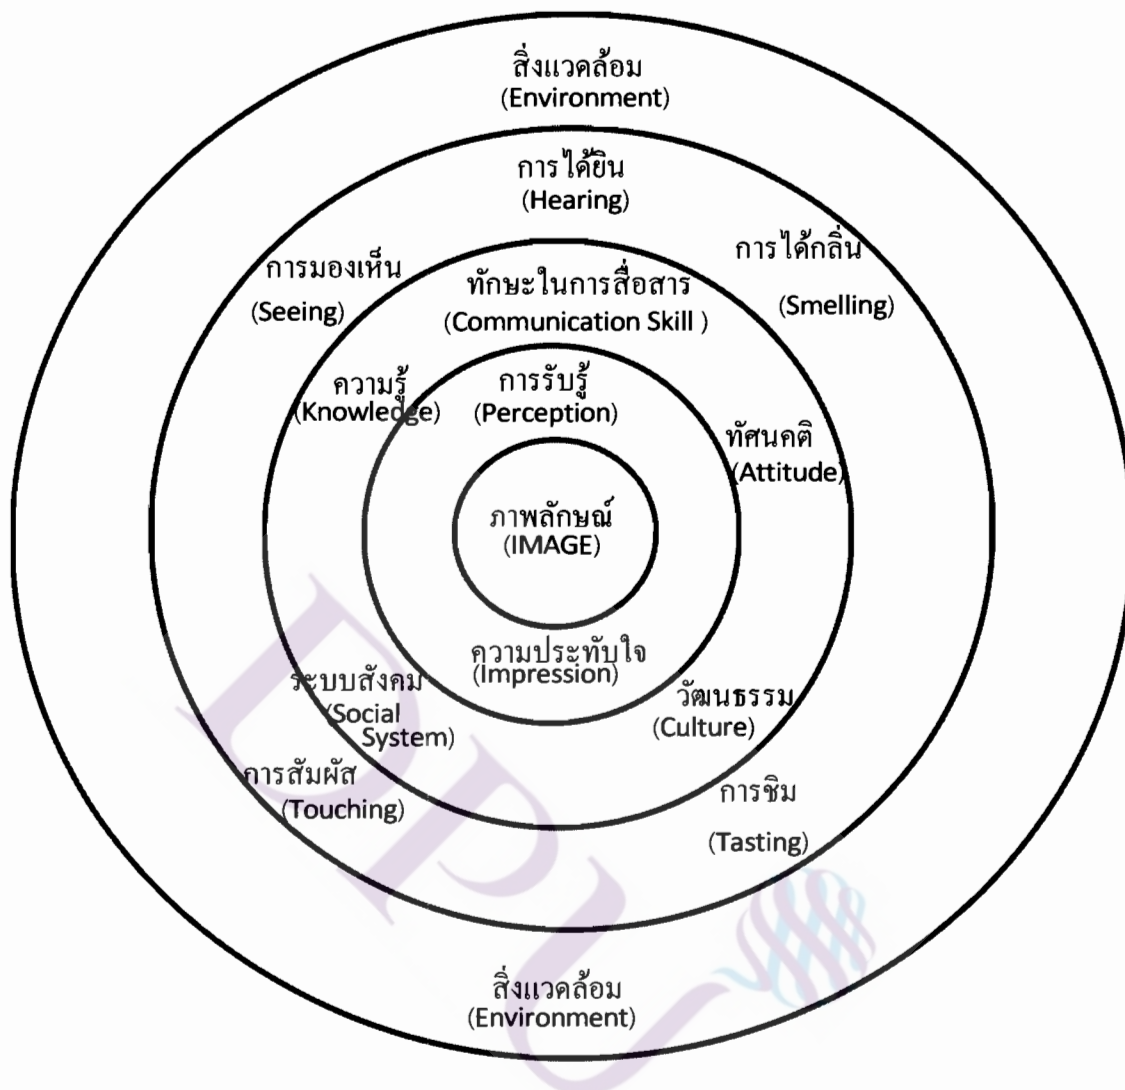 สิ่งแวดล้อม
(Environment)
การได้ยิน
(Hearing)
การมองเห็น
(Seeing)
การได้กลิ่น
(Smelling)
ทักษะในการสื่อสาร
(Communication Skill )
ความรู้
(Knowledge)
การรับรู้
(Perception)
ทัศนคติ
(Attitude)
ภาพลักษณ์
(IMAGE)
ความประทับใจ
(Impression)
ระบบสังคม
(Social
System)
วัฒนธรรม
(Culture)
การสัมผัส
(Touching)
การชิม
(Tasting)
สิ่งแวดล้อม
(Environment)
DPU